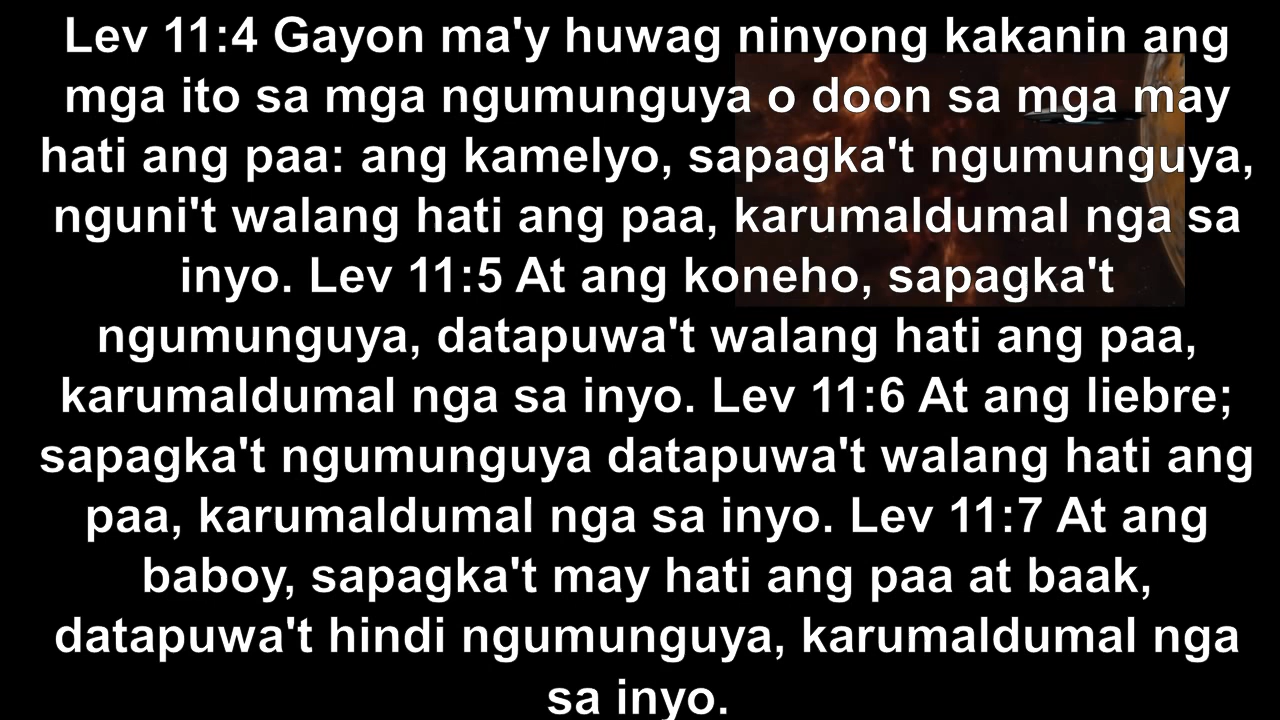 Lev 11:4 Gayon ma'y huwag ninyong kakanin ang
mga ito sa mga ngumunguya o doon sa mga may
hati ang paa: ang kamelyo, sapagka't ngumunguya,
nguni't walang hati ang paa, karumaldumal nga sa
inyo. Lev 11:5 At ang koneho, sapagka't
ngumunguya, datapuwa't walang hati ang paa,
karumaldumal nga sa inyo. Lev 11:6 At ang liebre;
sapagka't ngumunguya datapuwa't walang hati ang
paa, karumaldumal nga sa inyo. Lev 11:7 At ang
baboy, sapagka't may hati ang paa at baak,
datapuwa't hindi ngumunguya, karumaldumal nga
sa inyo.